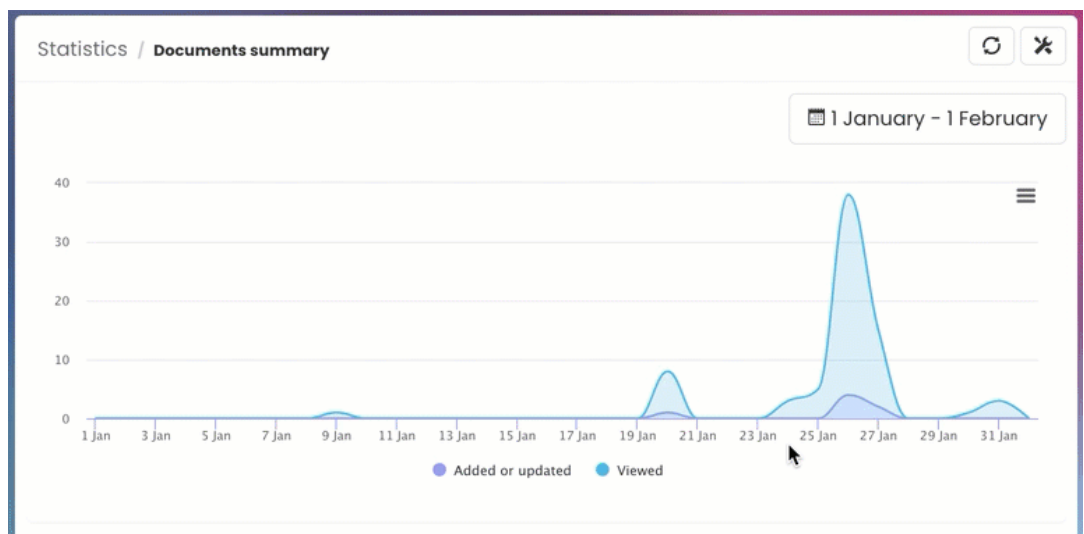 Statistics / Documents summary
1 January - 1 February
40
30
20
10
0
1 Jan 3 Jan 5 Jan 7 Jan 9 Jan 11 Jan 13 Jan 15 Jan 17 Jan 19 Jan 21 Jan 23 Jan 25 Jan 27 Jan 29 Jan 31 Jan
Added or updated Viewed